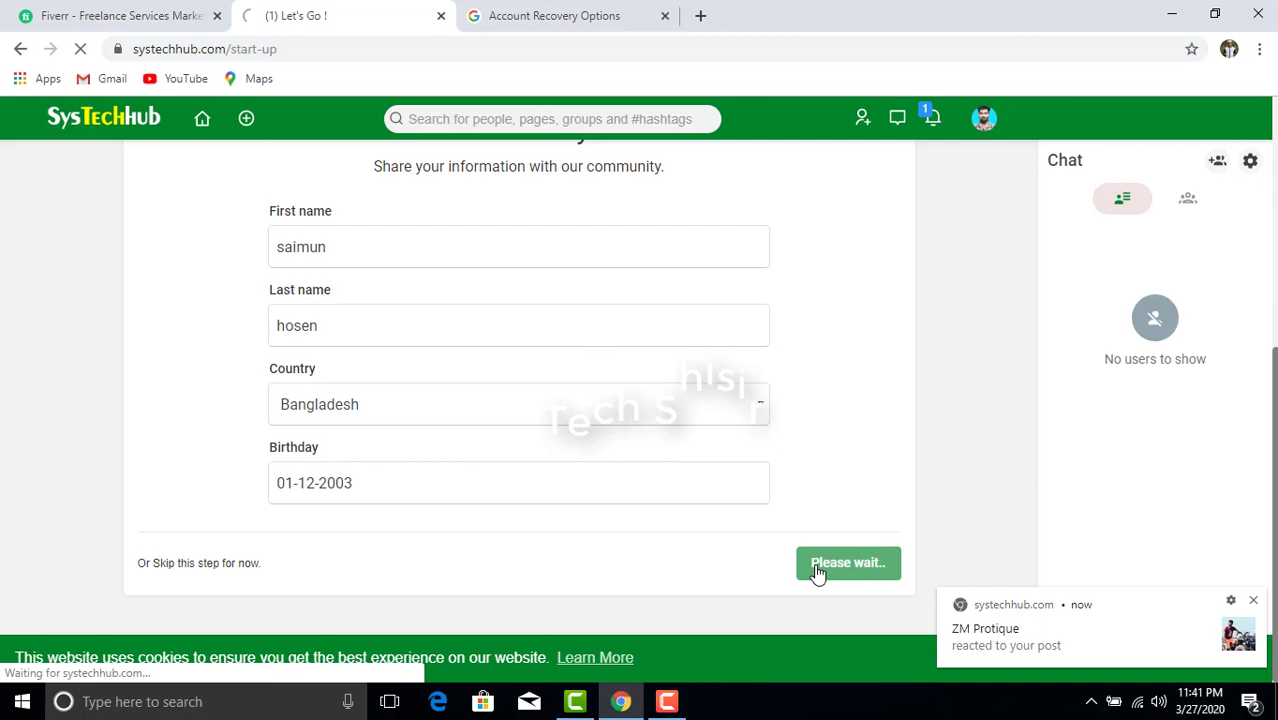 Fiverr - Freelance Services Marke
(1) Let's Go !
Account Recovery Options
systechhub.com/start-up
Apps
Gmail
YouTube
Maps
SysTechhub
Search for people, pages, groups and #hashtags
1
Share your information with our community.
Chat
First name
saimun
Last name
hosen
No users to show
Country
Bangladesh
Birthday
01-12-2003
Or Skip this step for now.
Please wait..
systechhub.com • now
ZM Protique
reacted to your post
This website uses cookies to ensure you get the best experience on our website. Learn More
Waiting for systechhub.com...
Type here to search
11:41 PM
3/27/2020
2